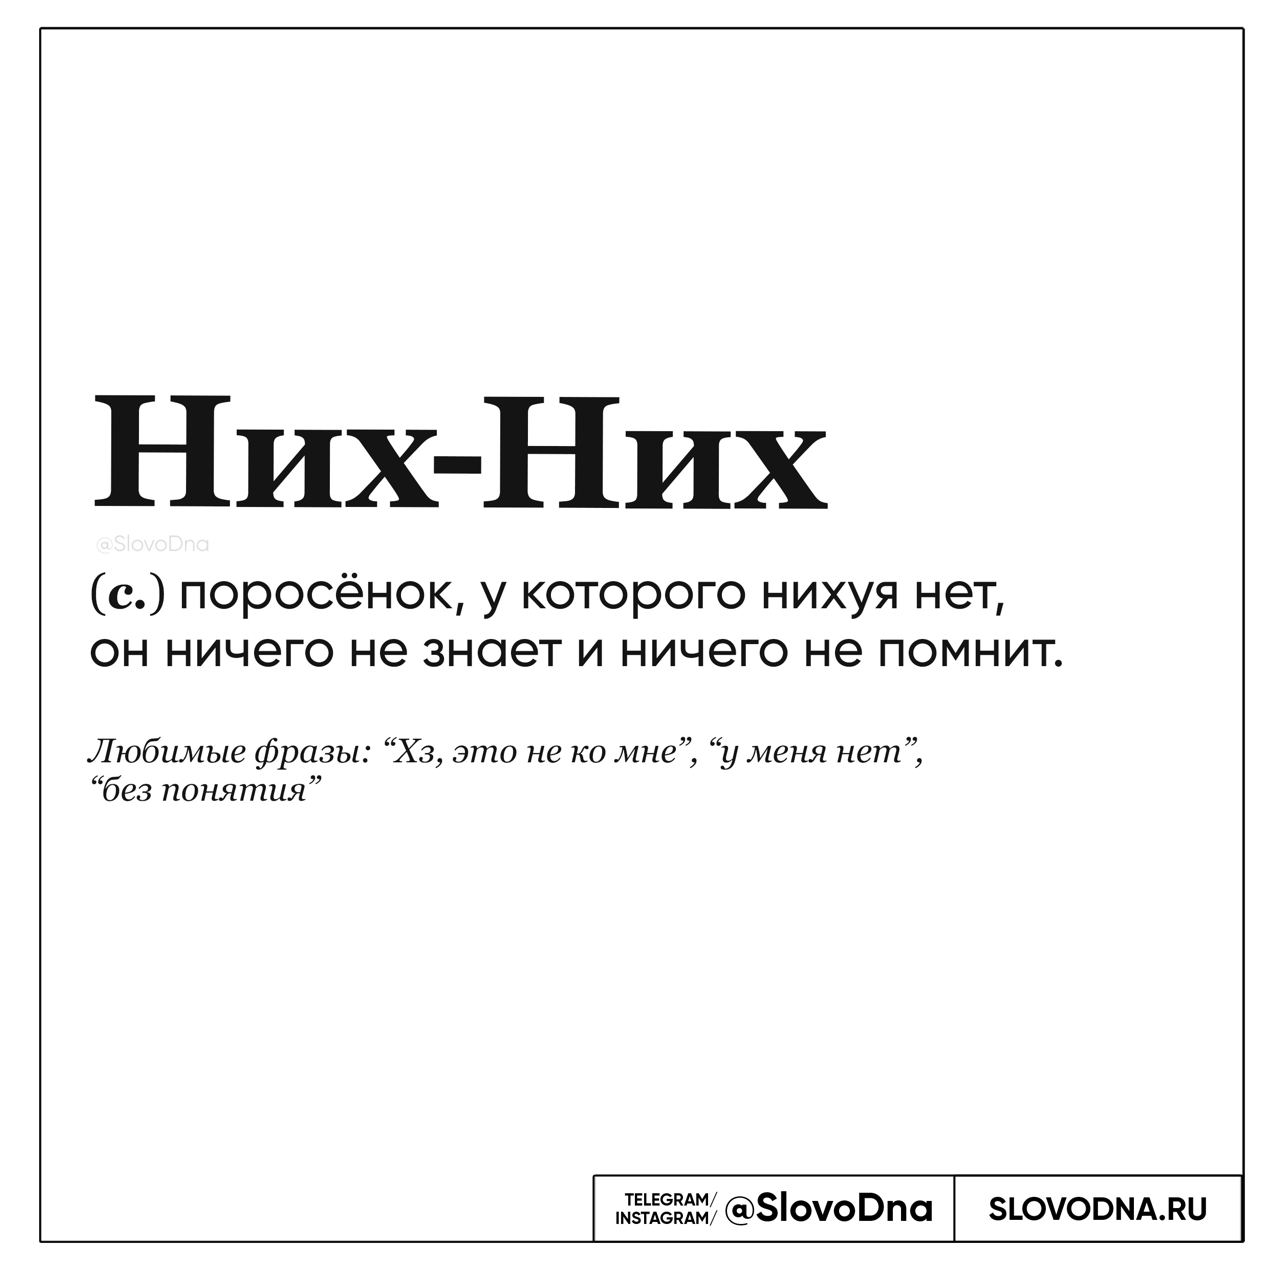 Них-Них
@SlovoDna
(с.) поросёнок, у которого нихуя нет,
он ничего не знает и ничего не помнит.
Любимые фразы: “Хз, это не ко мне”, “у меня нет”,
“без понятия”
TELEGRAM/
INSTAGRAM/
@SlovoDna
SLOVODNA.RU